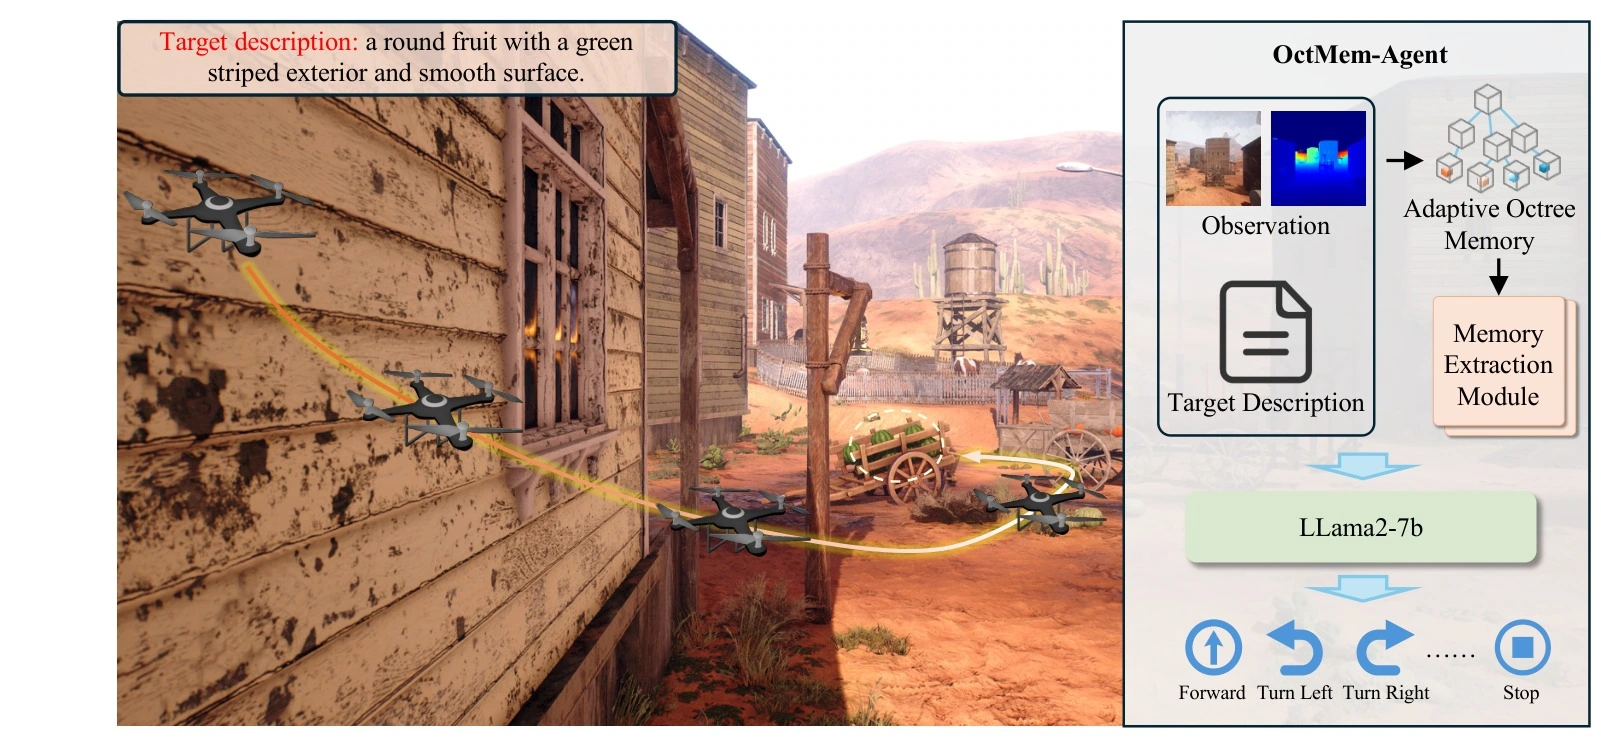 Target description: a round fruit with a green
striped exterior and smooth surface.
OctMem-Agent
Observation
Adaptive Octree
Memory
Target Description
Memory
Extraction
Module
LLama2-7b
Forward
Turn Left
Turn Right
......
Stop